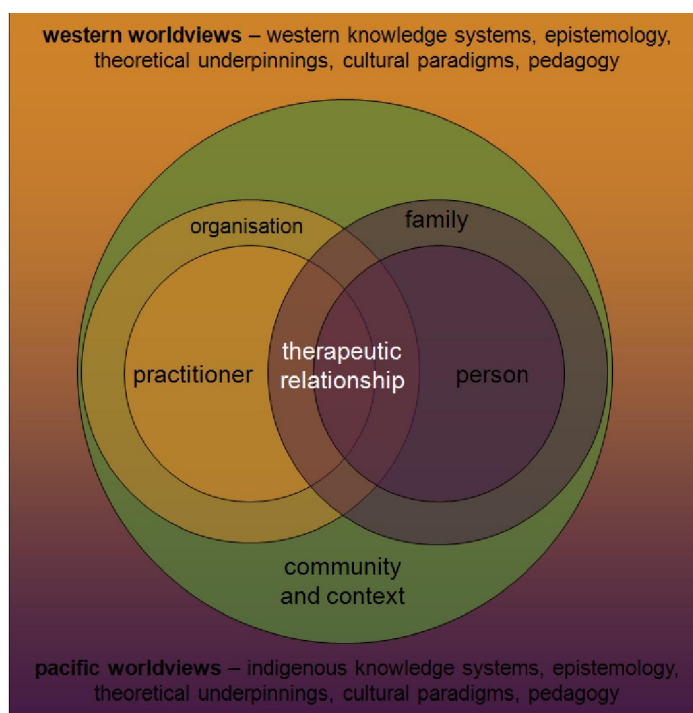 western worldviews – western knowledge systems, epistemology,
theoretical underpinnings, cultural paradigms, pedagogy
organisation
family
practitioner
therapeutic
relationship
person
community
and context
pacific worldviews – indigenous knowledge systems, epistemology,
theoretical underpinnings, cultural paradigms, pedagogy